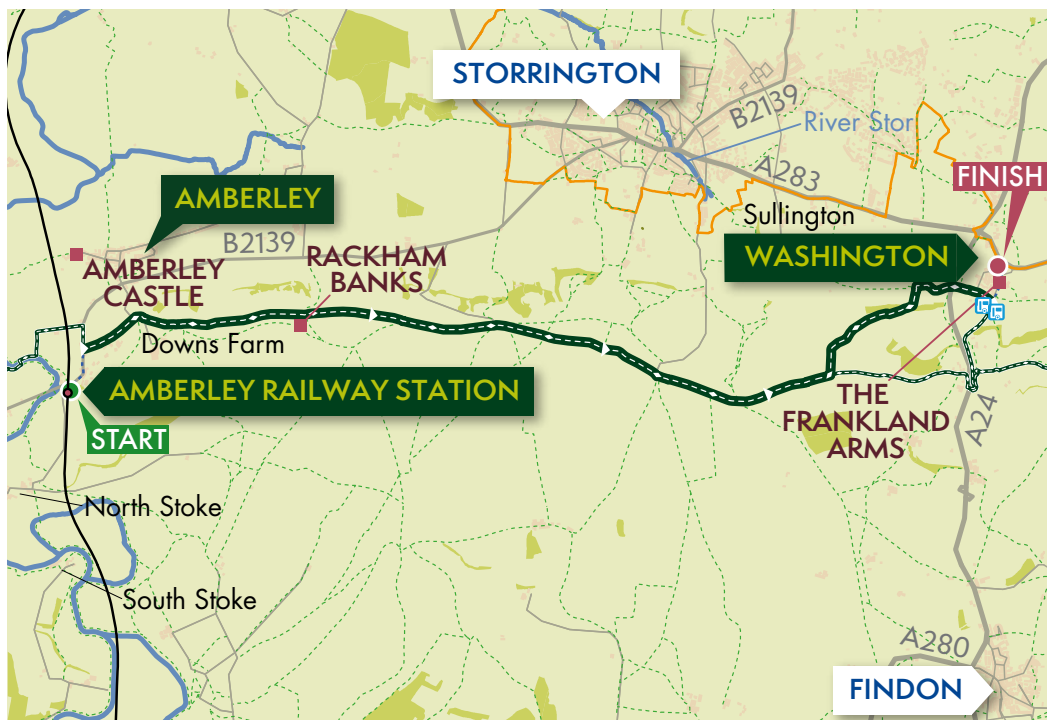 STORRINGTON
B2139
River Stor
A283
FINISH
AMBERLEY
Sullington
B2139
WASHINGTON
AMBERLEY
CASTLE
RACKHAM
BANKS
Downs Farm
AMBERLEY RAILWAY STATION
THE
FRANKLAND
ARMS
A24
START
North Stoke
South Stoke
A280
FINDON